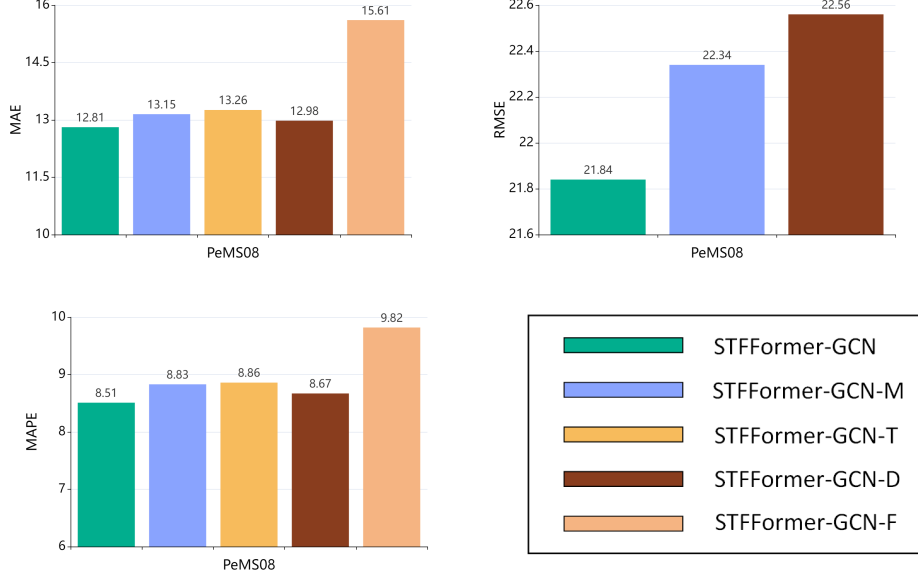 16
14.5
13
11.5
10
MAE
12.81
13.15
13.26
12.98
15.61
PeMS08
22.6
22.4
22.2
22
21.8
21.6
RMSE
21.84
22.34
22.56
PeMS08
10
9
8
7
6
MAPE
8.51
8.83
8.86
8.67
9.82
PeMS08
STFFormer-GCN
STFFormer-GCN-M
STFFormer-GCN-T
STFFormer-GCN-D
STFFormer-GCN-F